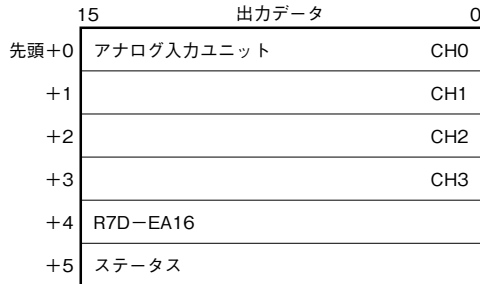 15 出力データ 0
先頭+0 アナログ入力ユニット CH0
+1 CH1
+2 CH2
+3 CH3
+4 R7D－EA16
+5 ステータス